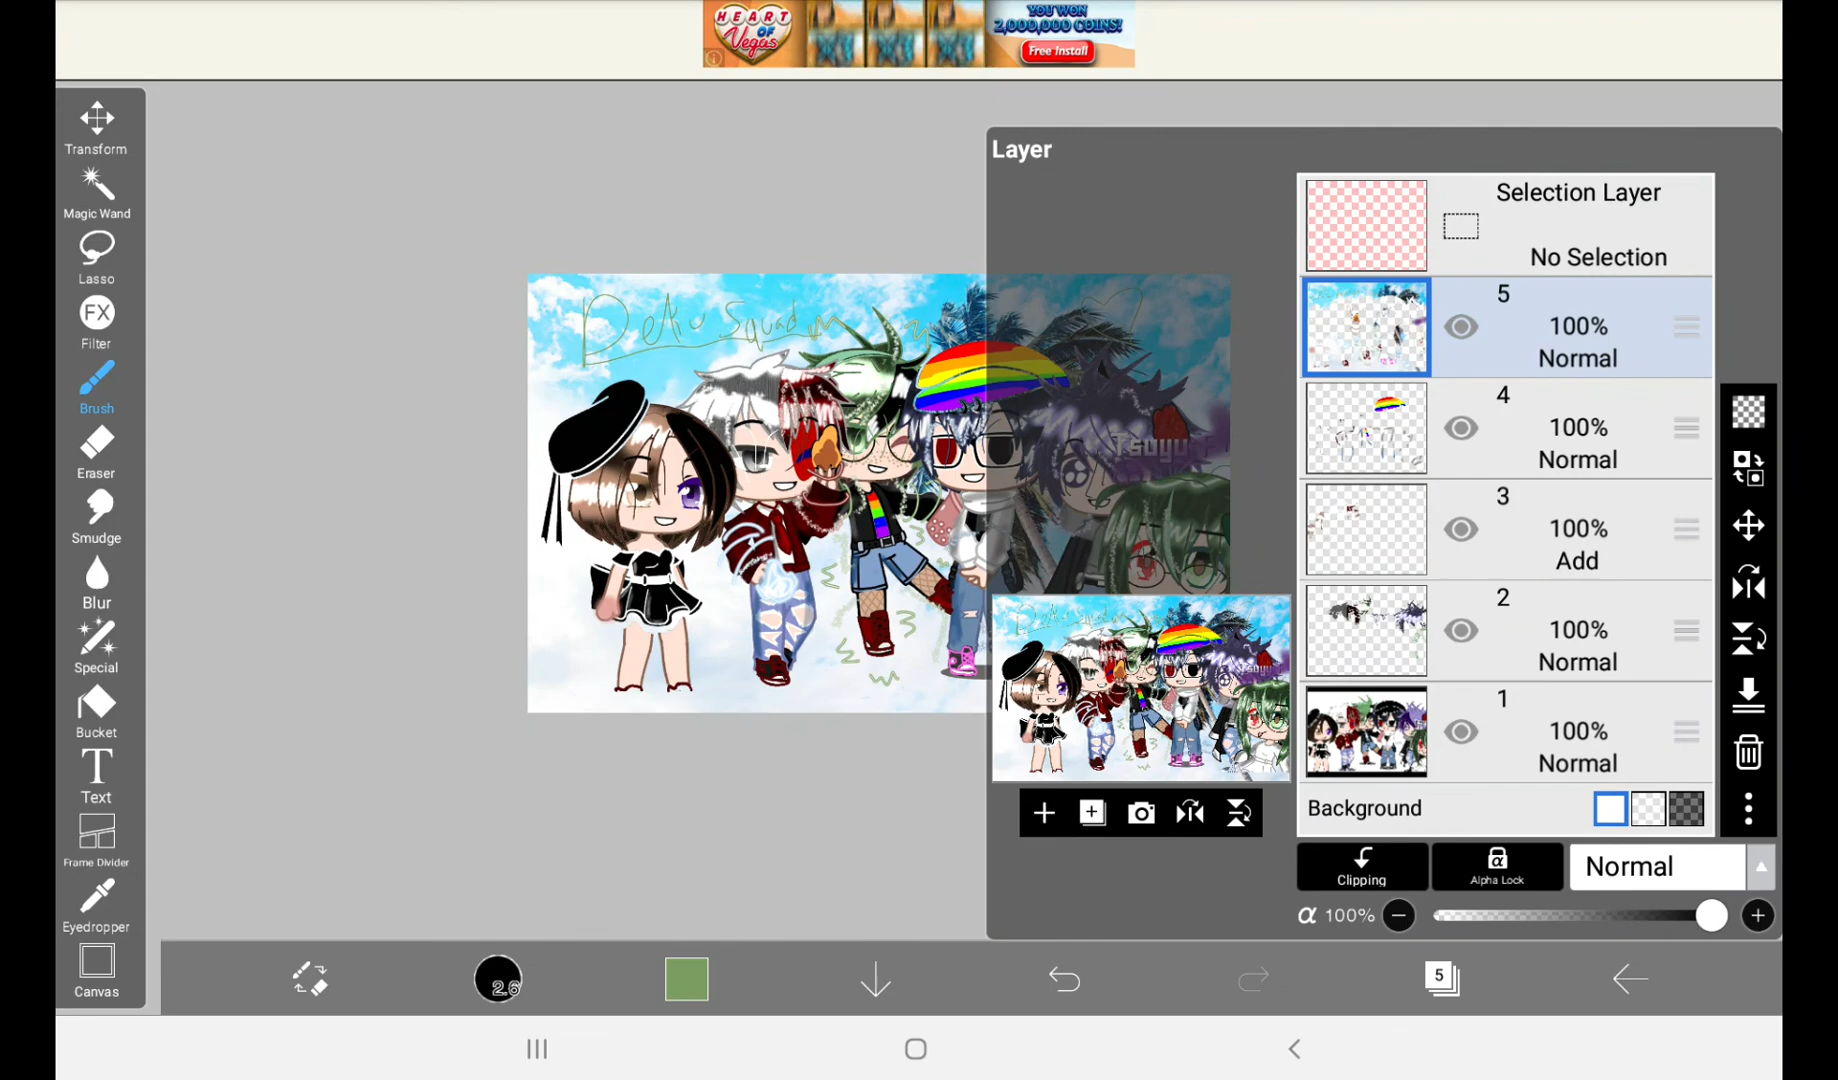 HEART
OF
Vegas
YOU WON
2,000,000 COINS!
Free Install
Transform
Magic Wand
Lasso
FX
Filter
Brush
Eraser
Smudge
Blur
Special
Bucket
T
Text
Frame Divider
Eyedropper
Canvas
Deku Squad
Layer
Selection Layer
No Selection
5
100%
Normal
4
100%
Normal
3
100%
Add
2
100%
Normal
1
100%
Normal
Background
Clipping
α
Alpha Lock
Normal
α 100%
2.6
5